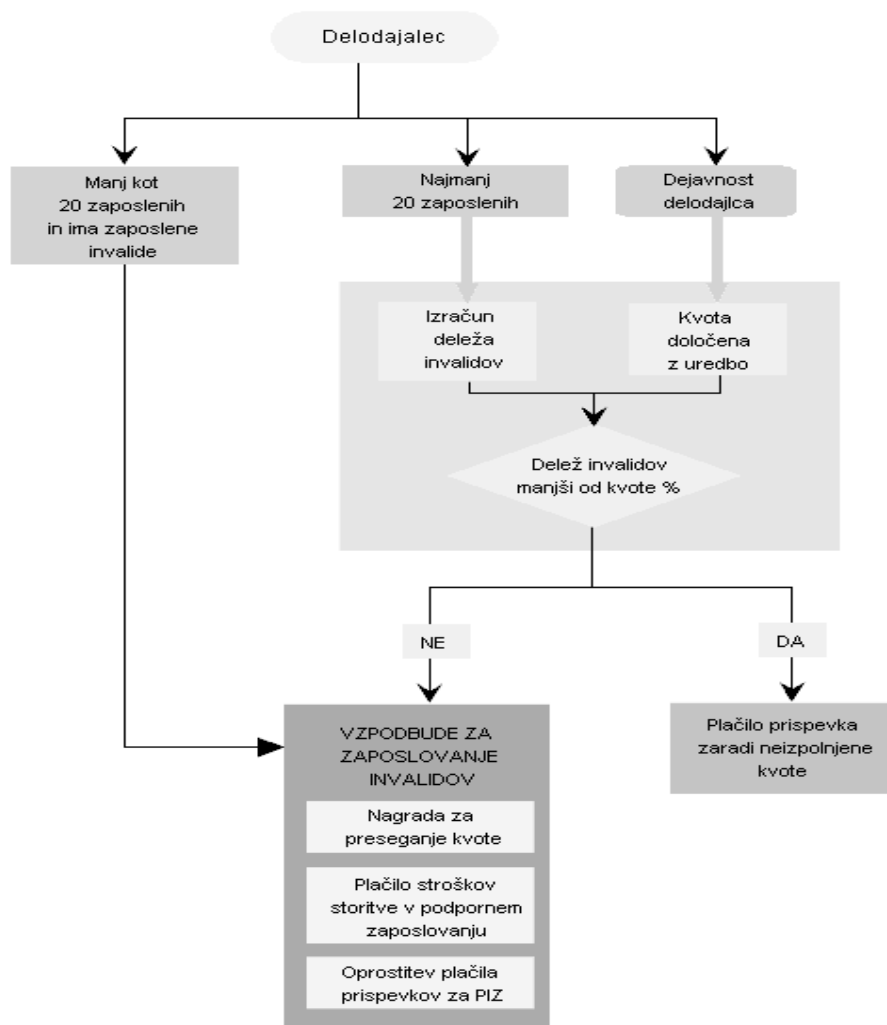 Delodajalec
Manj kot
20 zaposlenih
in ima zaposlene
invalide
Najmanj
20 zaposlenih
Dejavnost
delodajlca
Izračun
deleža
invalidov
Kvota
določena
z uredbo
Delež invalidov
manjši od kvote %
NE
DA
VZPODBUDE ZA
ZAPOSLOVANJE
INVALIDOV
Nagrada za
preseganje kvote
Plačilo stroškov
storitve v podpornem
zaposlovanju
Oprostitev plačila
prispevkov za PIZ
Plačilo prispevka
zaradi neizpolnjene
kvote